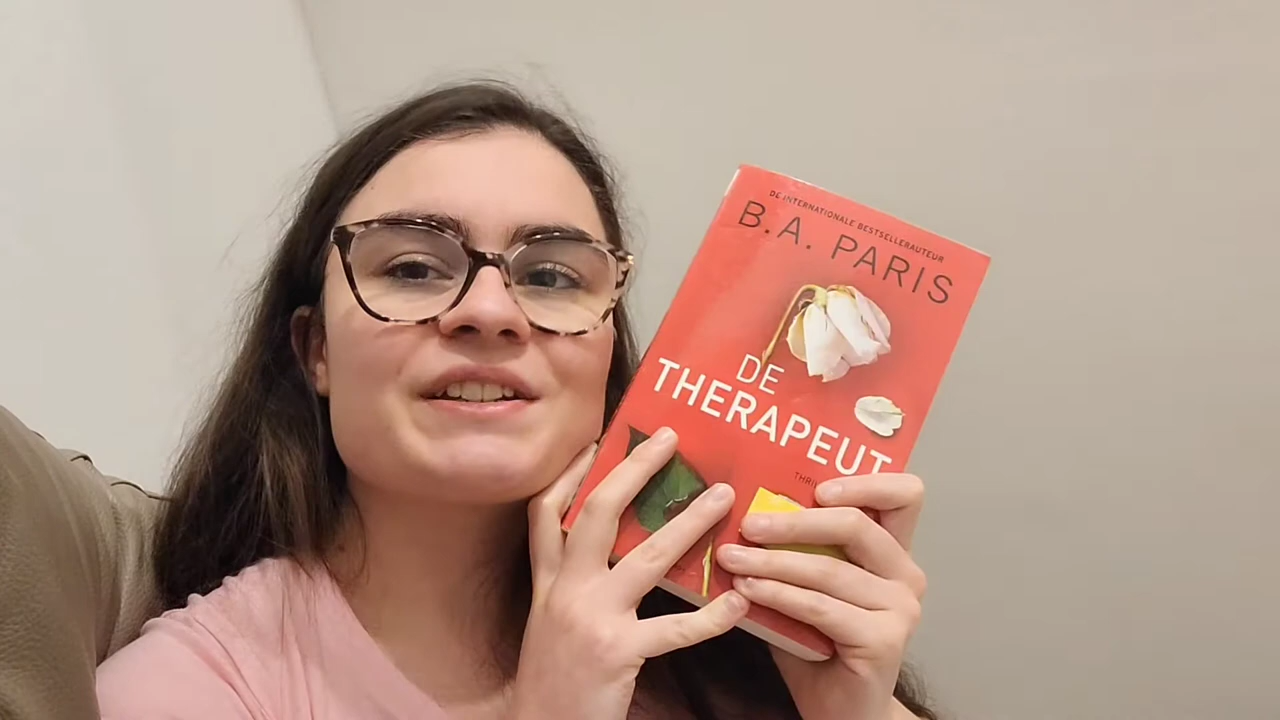 DE INTERNATIONALE BESTSELLERAUTEUR
B.A. PARIS
DE
THERAPEUT